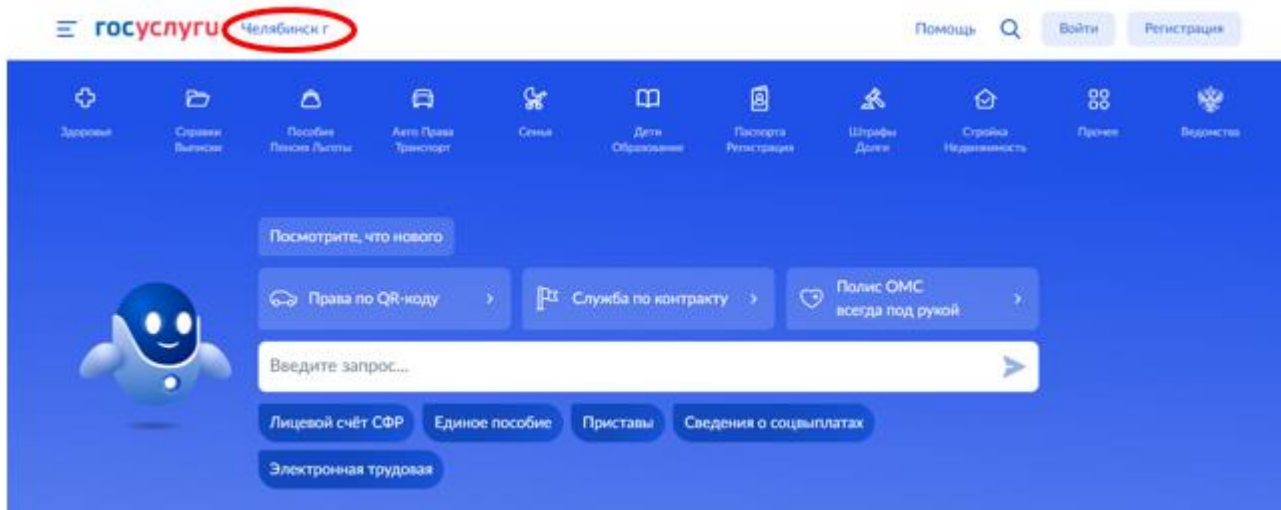 госуслуги Челябинск г Помощь Войти Регистрация
Здоровье Справки Пособия Авто Права Семья Дети Паспорта Штрафы Стройка Прочее Ведомства
Выписки Пенсия Льготы Транспорт Образование Регистрация Долги Недвижимость
Посмотрите, что нового
Права по QR-коду
Служба по контракту
Полис ОМС
всегда под рукой
Введите запрос...
Лицевой счёт СФР Единое пособие Приставы Сведения о соцвыплатах
Электронная трудовая